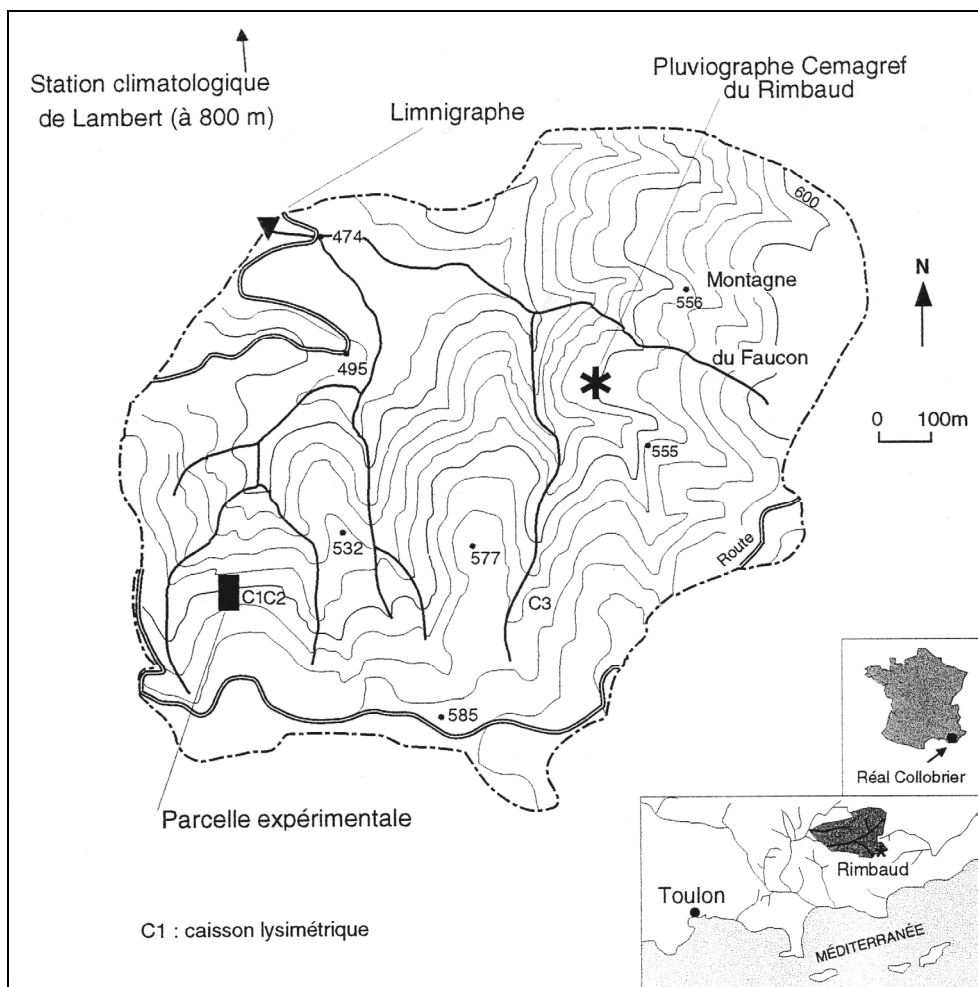 Station climatologique
de Lambert (à 800 m)
Pluviographe Cemagref
du Rimbaud
Limnigraphe
600
474
Montagne
556
N
du Faucon
495
0 100m
555
532
577
Route
C1C2
C3
585
Réal Collobrier
Parcelle expérimentale
Rimbaud
Toulon
C1 : caisson lysimétrique
MÉDITERRANÉE